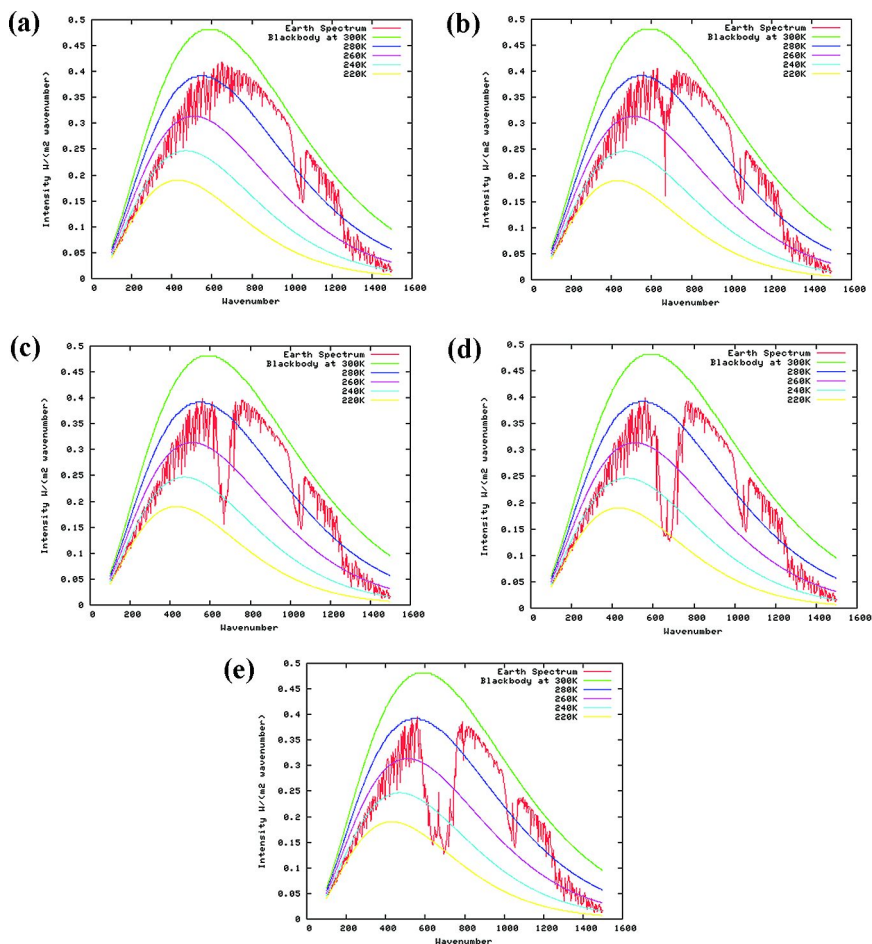 (a)
0.5
0.45
0.4
0.35
0.3
0.25
0.2
0.15
0.1
0.05
0
0 200 400 600 800 1000 1200 1400 1600
Wavenumber
Intensity W/(m2 wavenumber)
Earth Spectrum
Blackbody at 300K
280K
260K
240K
220K
(b)
0.5
0.45
0.4
0.35
0.3
0.25
0.2
0.15
0.1
0.05
0
0 200 400 600 800 1000 1200 1400 1600
Wavenumber
Intensity W/(m2 wavenumber)
Earth Spectrum
Blackbody at 300K
280K
260K
240K
220K
(c)
0.5
0.45
0.4
0.35
0.3
0.25
0.2
0.15
0.1
0.05
0
0 200 400 600 800 1000 1200 1400 1600
Wavenumber
Intensity W/(m2 wavenumber)
Earth Spectrum
Blackbody at 300K
280K
260K
240K
220K
(d)
0.5
0.45
0.4
0.35
0.3
0.25
0.2
0.15
0.1
0.05
0
0 200 400 600 800 1000 1200 1400 1600
Wavenumber
Intensity W/(m2 wavenumber)
Earth Spectrum
Blackbody at 300K
280K
260K
240K
220K
(e)
0.5
0.45
0.4
0.35
0.3
0.25
0.2
0.15
0.1
0.05
0
0 200 400 600 800 1000 1200 1400 1600
Wavenumber
Intensity W/(m2 wavenumber)
Earth Spectrum
Blackbody at 300K
280K
260K
240K
220K